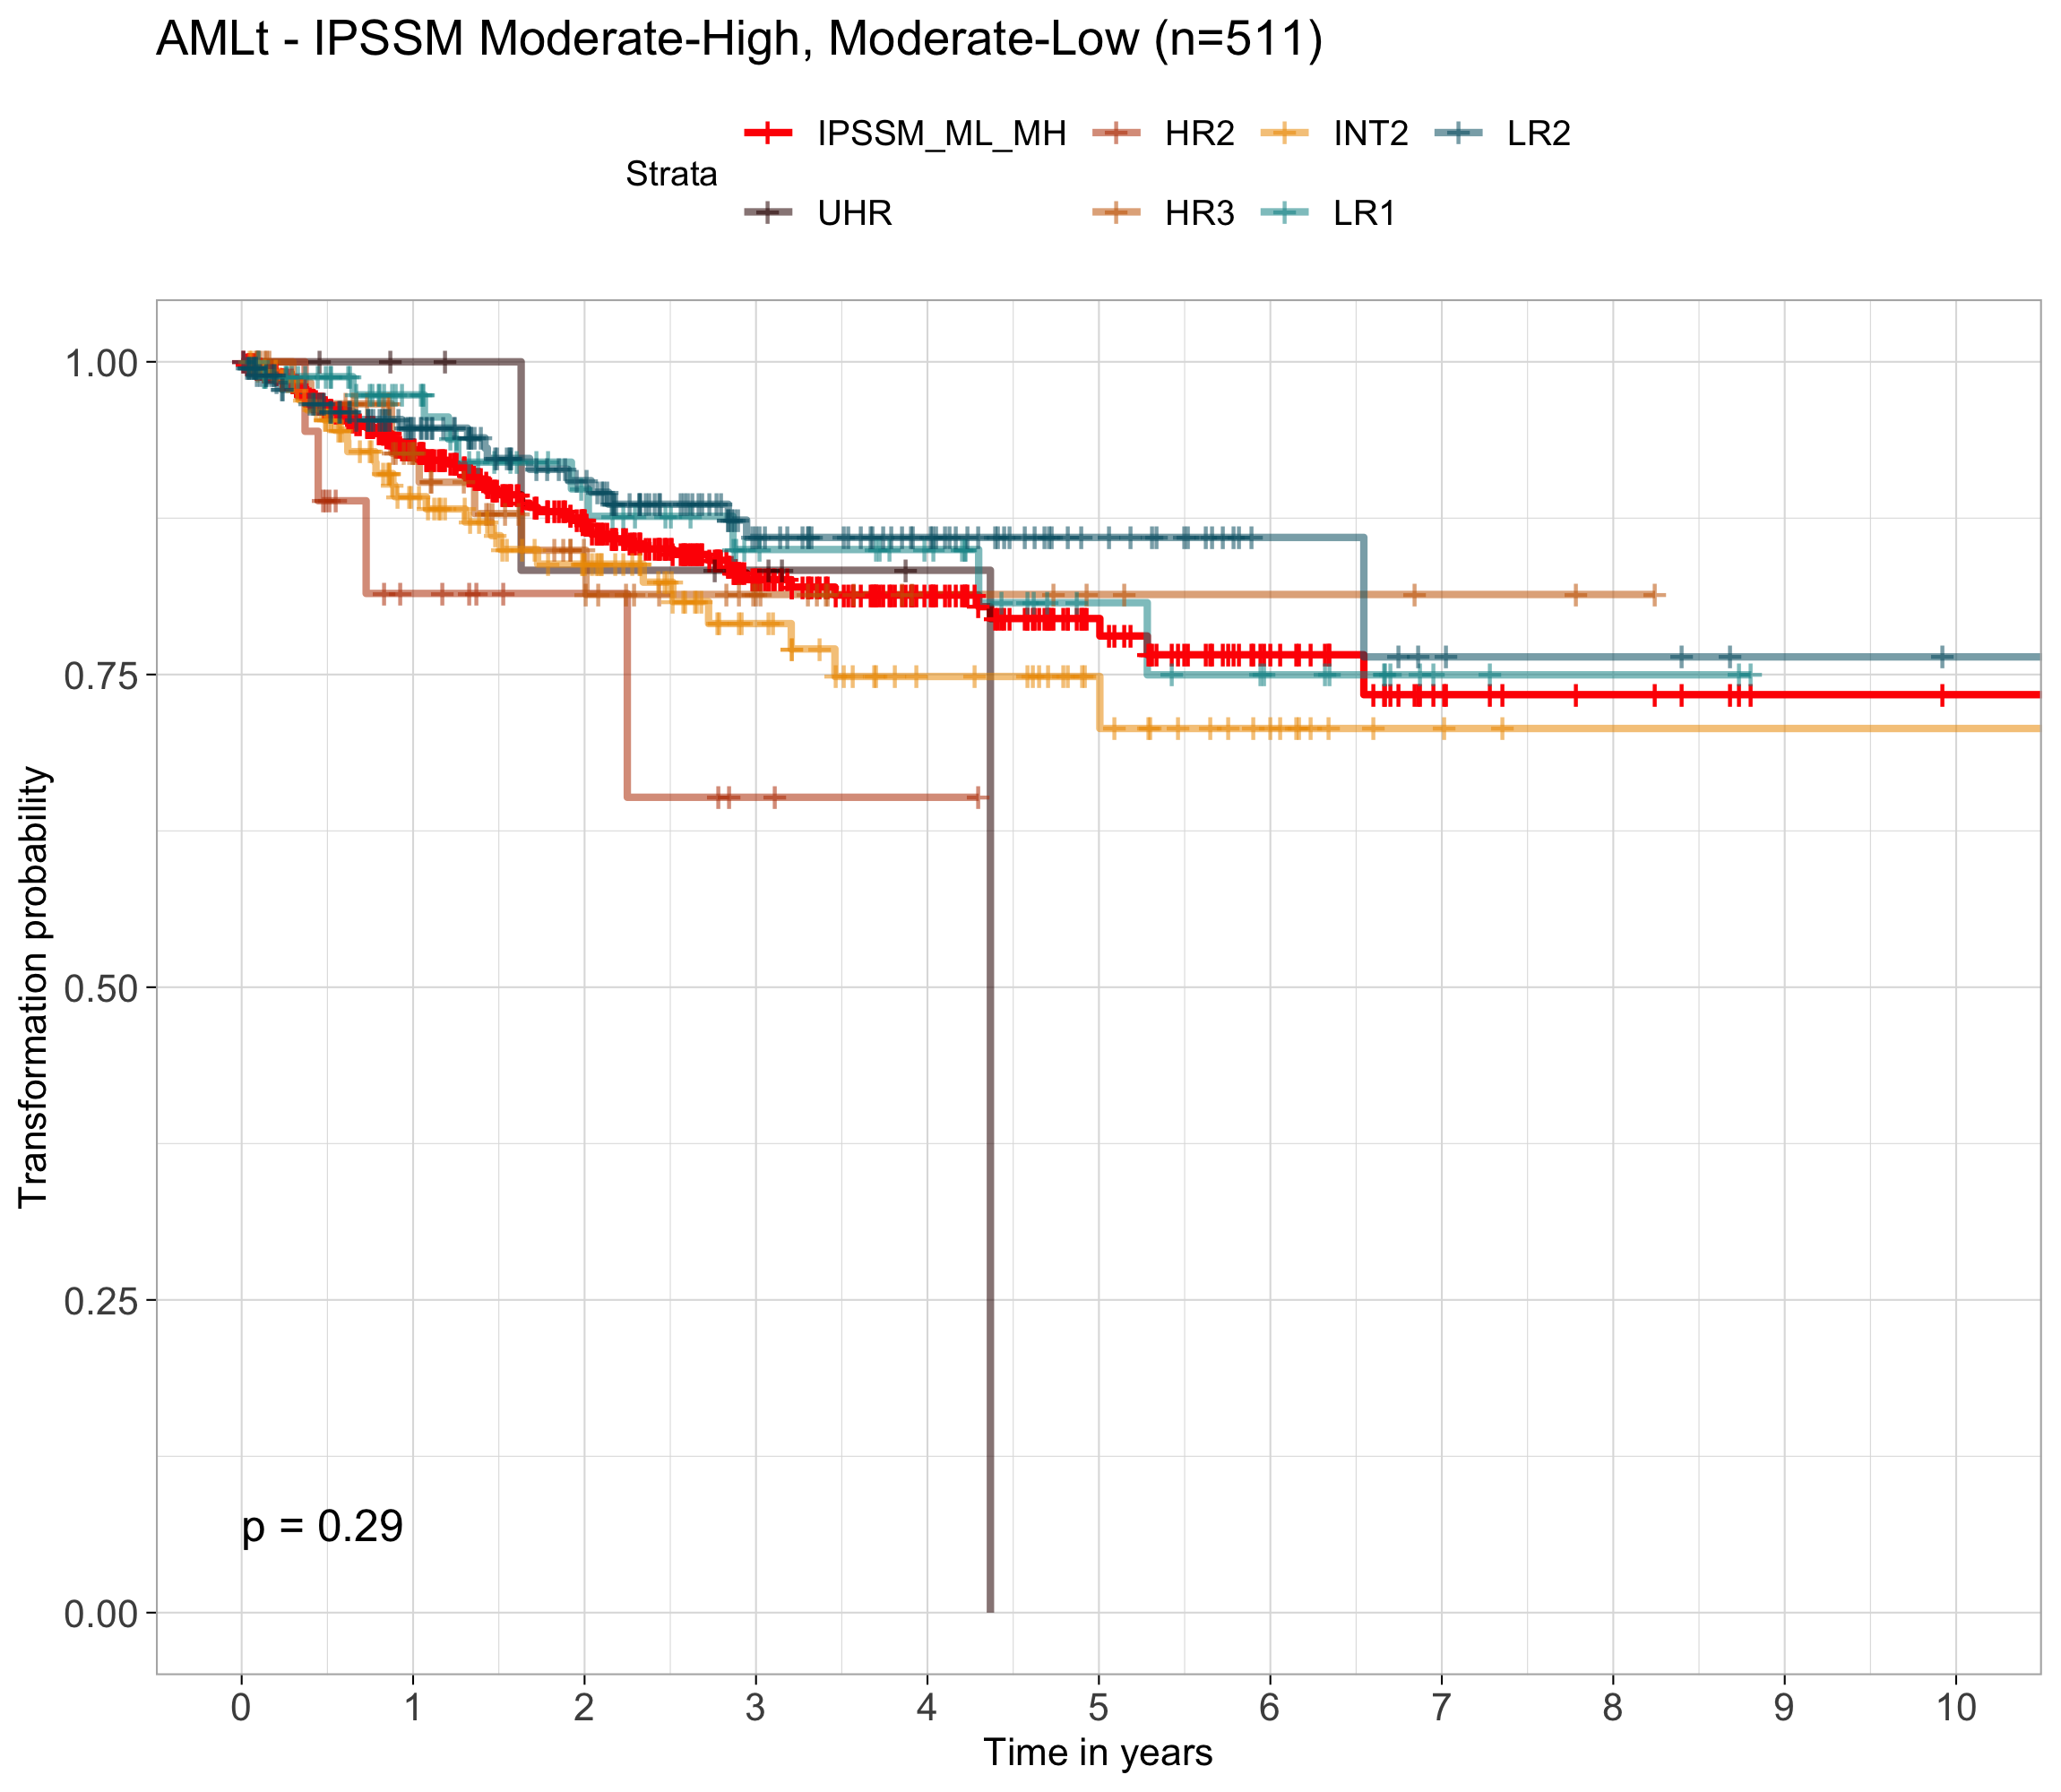 AMLt - IPSSM Moderate-High, Moderate-Low (n=511)
Strata
IPSSM_ML_MH HR2 INT2 LR2
UHR HR3 LR1
Transformation probability
1.00
0.75
0.50
0.25
0.00
p = 0.29
0 1 2 3 4 5 6 7 8 9 10
Time in years